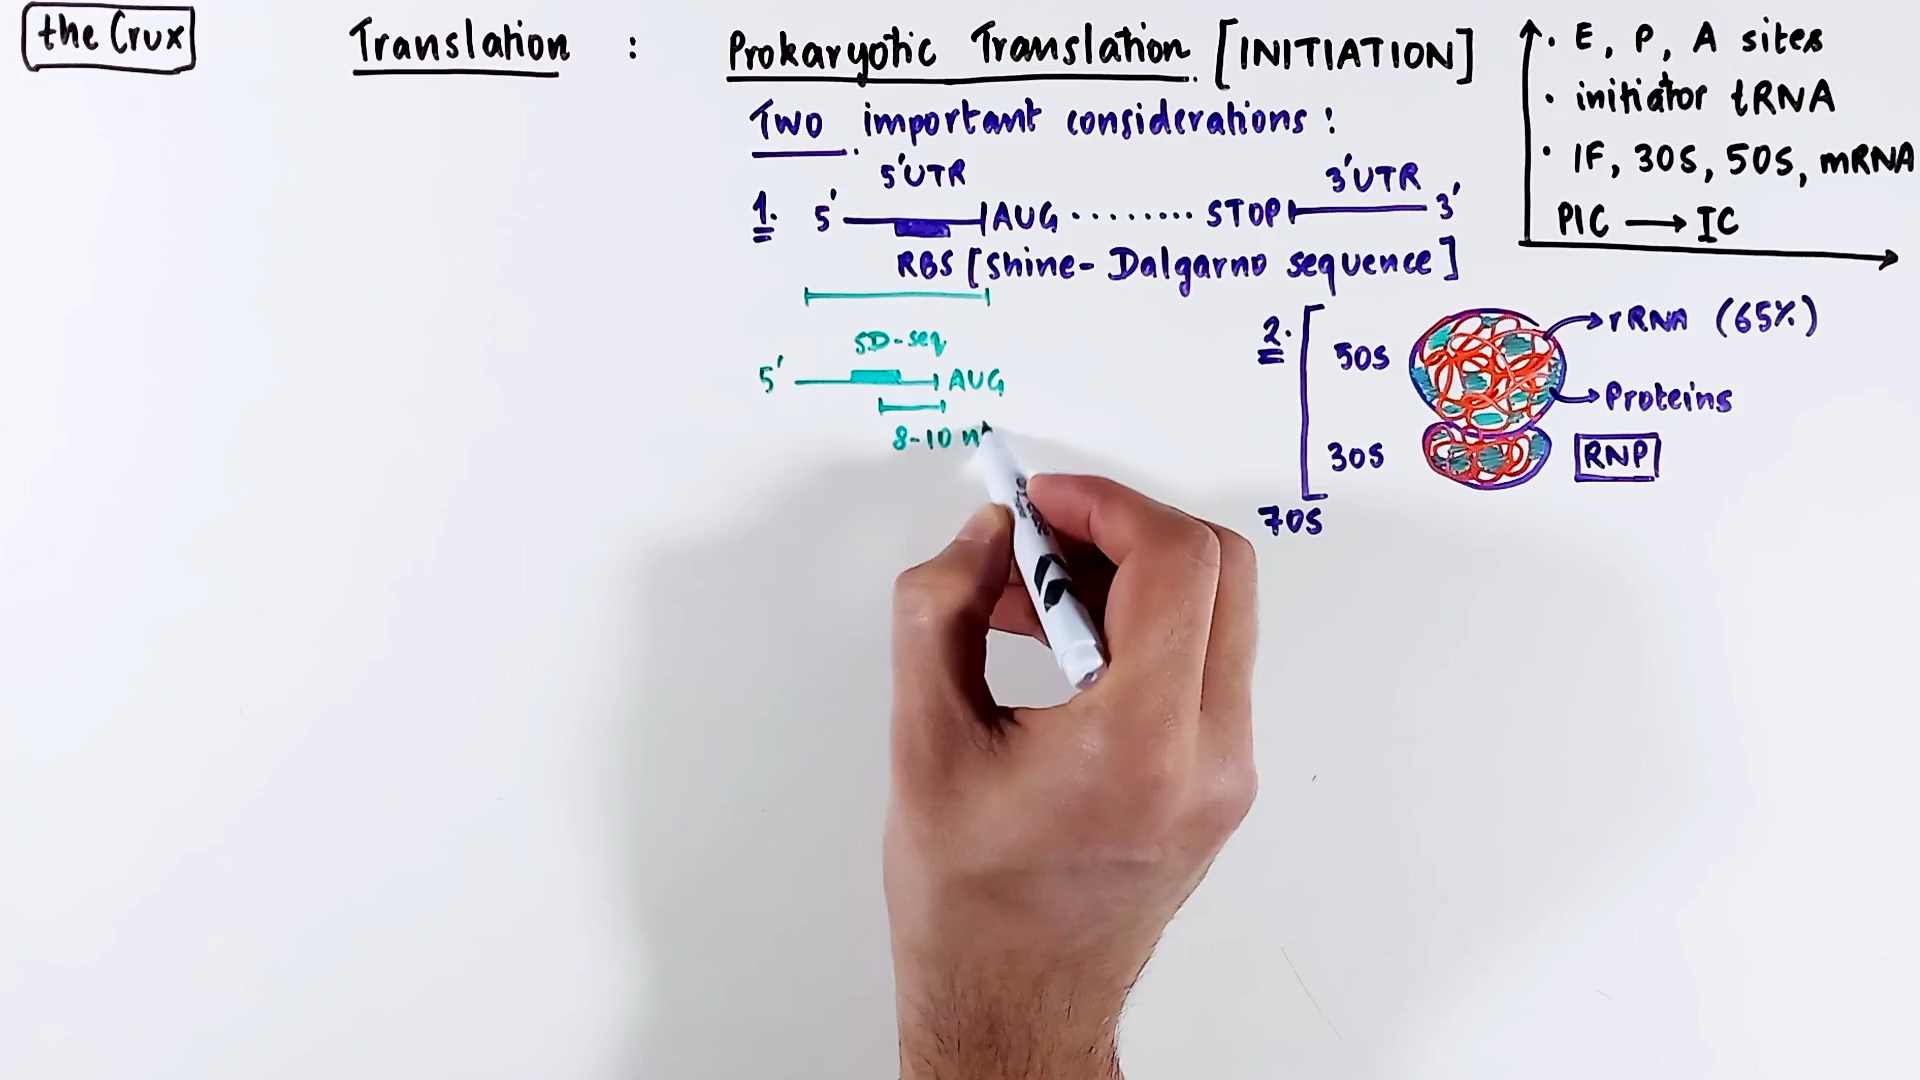 the Crux
Translation : Prokaryotic Translation [INITIATION]
Two important considerations:
5'UTR 3'UTR
1. 5' AUG ........ STOP 3'
RBS [Shine-Dalgarno sequence]
SD-seq
5' AUG
8-10 nt
• E, P, A sites
• initiator tRNA
• IF, 30S, 50S, mRNA
PIC → IC
2. 50S rRNA (65%)
Proteins
30S RNP
70S